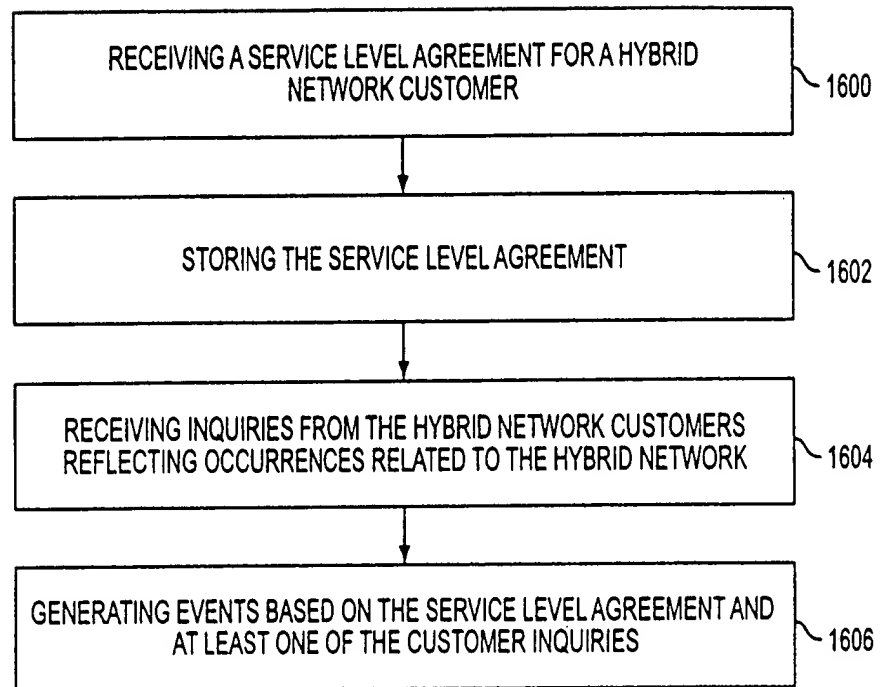 RECEIVING A SERVICE LEVEL AGREEMENT FOR A HYBRID
NETWORK CUSTOMER
1600
STORING THE SERVICE LEVEL AGREEMENT
1602
RECEIVING INQUIRIES FROM THE HYBRID NETWORK CUSTOMERS
REFLECTING OCCURRENCES RELATED TO THE HYBRID NETWORK
1604
GENERATING EVENTS BASED ON THE SERVICE LEVEL AGREEMENT AND
AT LEAST ONE OF THE CUSTOMER INQUIRIES
1606